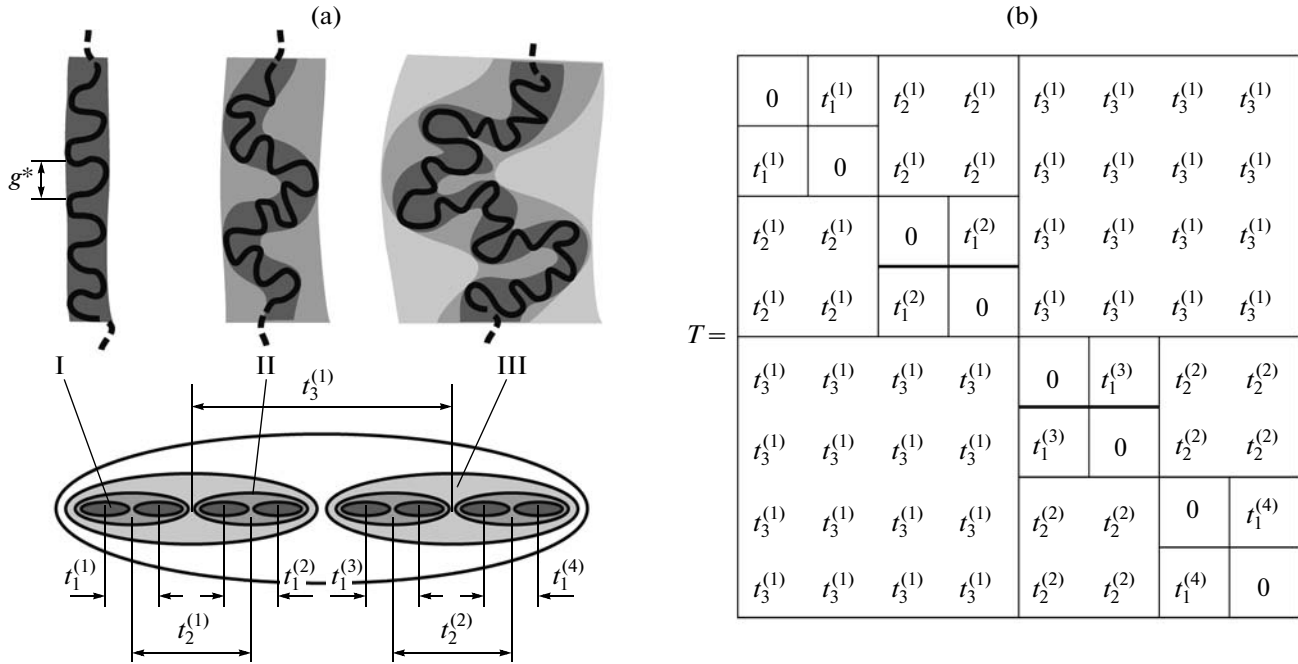 (a)
(b)
g*
I
II
III
t₃⁽¹⁾
t₁⁽¹⁾
t₁⁽²⁾
t₁⁽³⁾
t₁⁽⁴⁾
t₂⁽¹⁾
t₂⁽²⁾
T =
0 t₁⁽¹⁾ t₂⁽¹⁾ t₂⁽¹⁾ t₃⁽¹⁾ t₃⁽¹⁾ t₃⁽¹⁾ t₃⁽¹⁾
t₁⁽¹⁾ 0 t₂⁽¹⁾ t₂⁽¹⁾ t₃⁽¹⁾ t₃⁽¹⁾ t₃⁽¹⁾ t₃⁽¹⁾
t₂⁽¹⁾ t₂⁽¹⁾ 0 t₁⁽²⁾ t₃⁽¹⁾ t₃⁽¹⁾ t₃⁽¹⁾ t₃⁽¹⁾
t₂⁽¹⁾ t₂⁽¹⁾ t₁⁽²⁾ 0 t₃⁽¹⁾ t₃⁽¹⁾ t₃⁽¹⁾ t₃⁽¹⁾
t₃⁽¹⁾ t₃⁽¹⁾ t₃⁽¹⁾ t₃⁽¹⁾ 0 t₁⁽³⁾ t₂⁽²⁾ t₂⁽²⁾
t₃⁽¹⁾ t₃⁽¹⁾ t₃⁽¹⁾ t₃⁽¹⁾ t₁⁽³⁾ 0 t₂⁽²⁾ t₂⁽²⁾
t₃⁽¹⁾ t₃⁽¹⁾ t₃⁽¹⁾ t₃⁽¹⁾ t₂⁽²⁾ t₂⁽²⁾ 0 t₁⁽⁴⁾
t₃⁽¹⁾ t₃⁽¹⁾ t₃⁽¹⁾ t₃⁽¹⁾ t₂⁽²⁾ t₂⁽²⁾ t₁⁽⁴⁾ 0